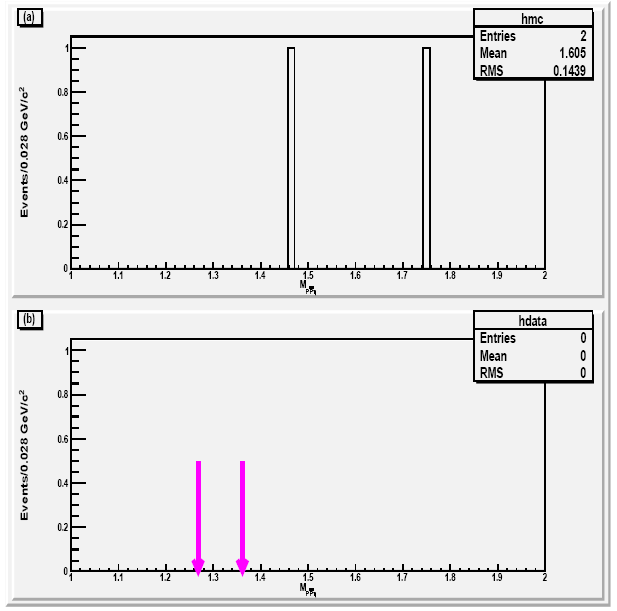 (a)
hmc
Entries 2
Mean 1.605
RMS 0.1439
Events/0.028 GeV/c²
1
0.8
0.6
0.4
0.2
0
1 1.1 1.2 1.3 1.4 1.5 1.6 1.7 1.8 1.9 2
(b)
hdata
Entries 0
Mean 0
RMS 0
Events/0.028 GeV/c²
1
0.8
0.6
0.4
0.2
0
1 1.1 1.2 1.3 1.4 1.5 1.6 1.7 1.8 1.9 2